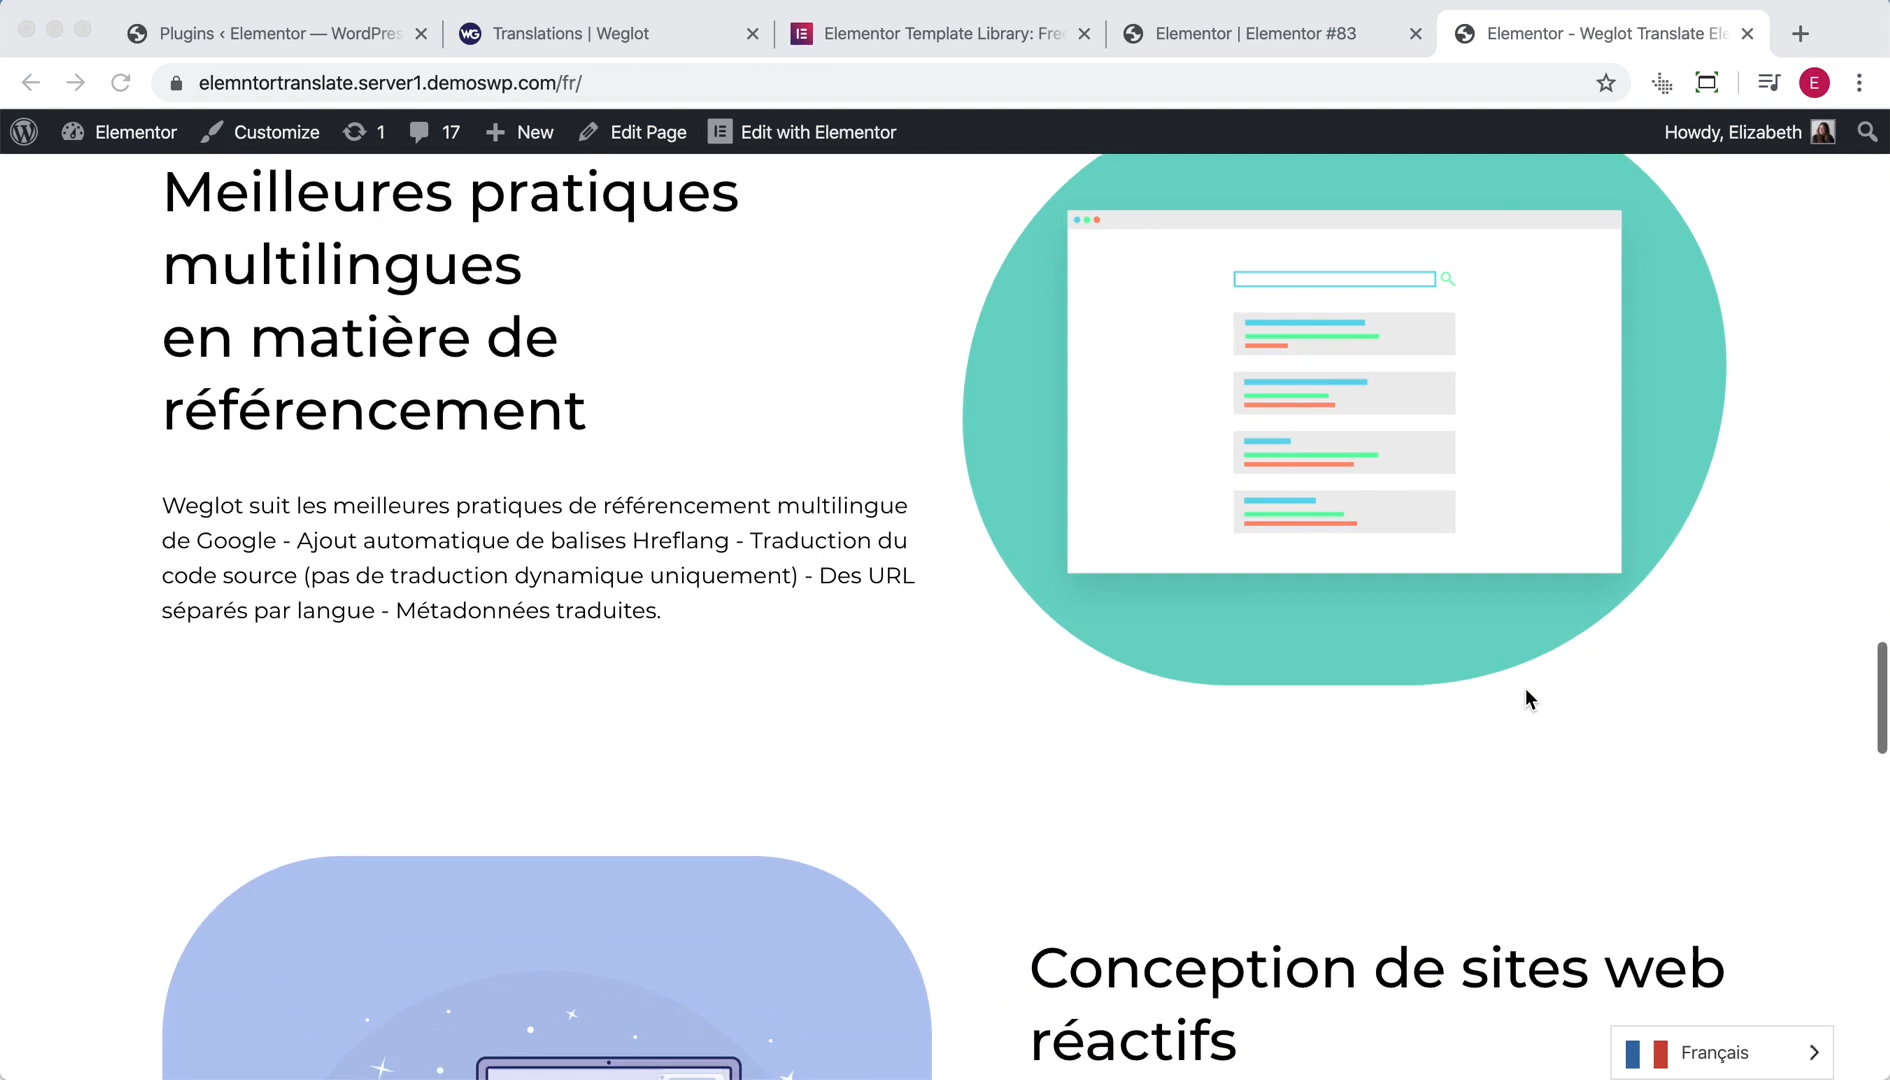 Plugins ‹ Elementor — WordPres
Translations | Weglot
Elementor Template Library: Free
Elementor | Elementor #83
Elementor - Weglot Translate Ele
elemntortranslate.server1.demoswp.com/fr/
E
Elementor
Customize
1
17
New
Edit Page
Edit with Elementor
Howdy, Elizabeth
Meilleures pratiques
multilingues
en matière de
référencement
Weglot suit les meilleures pratiques de référencement multilingue
de Google - Ajout automatique de balises Hreflang - Traduction du
code source (pas de traduction dynamique uniquement) - Des URL
séparés par langue - Métadonnées traduites.
Conception de sites web
réactifs
Français